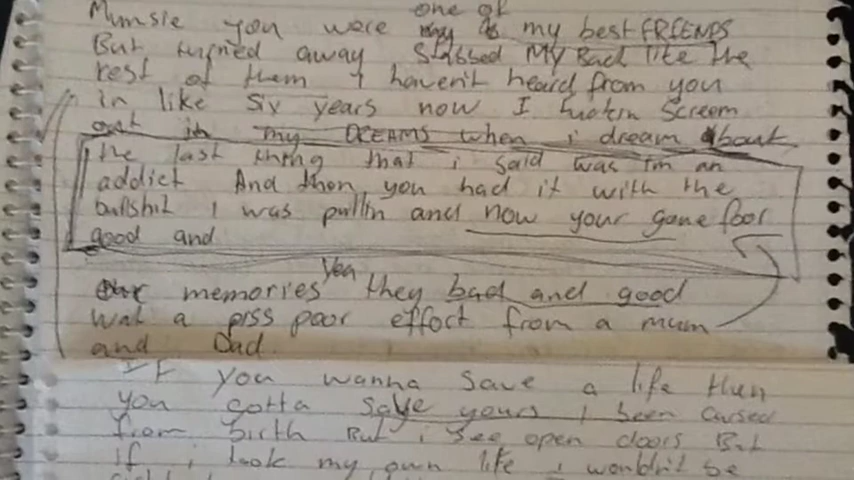 one of
Mumsie you were my best FRIENDS
But turned away stabbed My Back like the
rest of them I haven't heard from you
in like six years now I fuckin screem
out in my DREAMS when i dream about
the last thing that i said was I'm an
addict And then you had it with the
bullshit I was pullin and now your gone foor
good and
Yea
memories they bad and good
wat a piss poor effort from a mum
and Dad
If you wanna save a life then
you gotta save yours I been cursed
from birth But i see open doors But
if i look my own life i wouldn't be